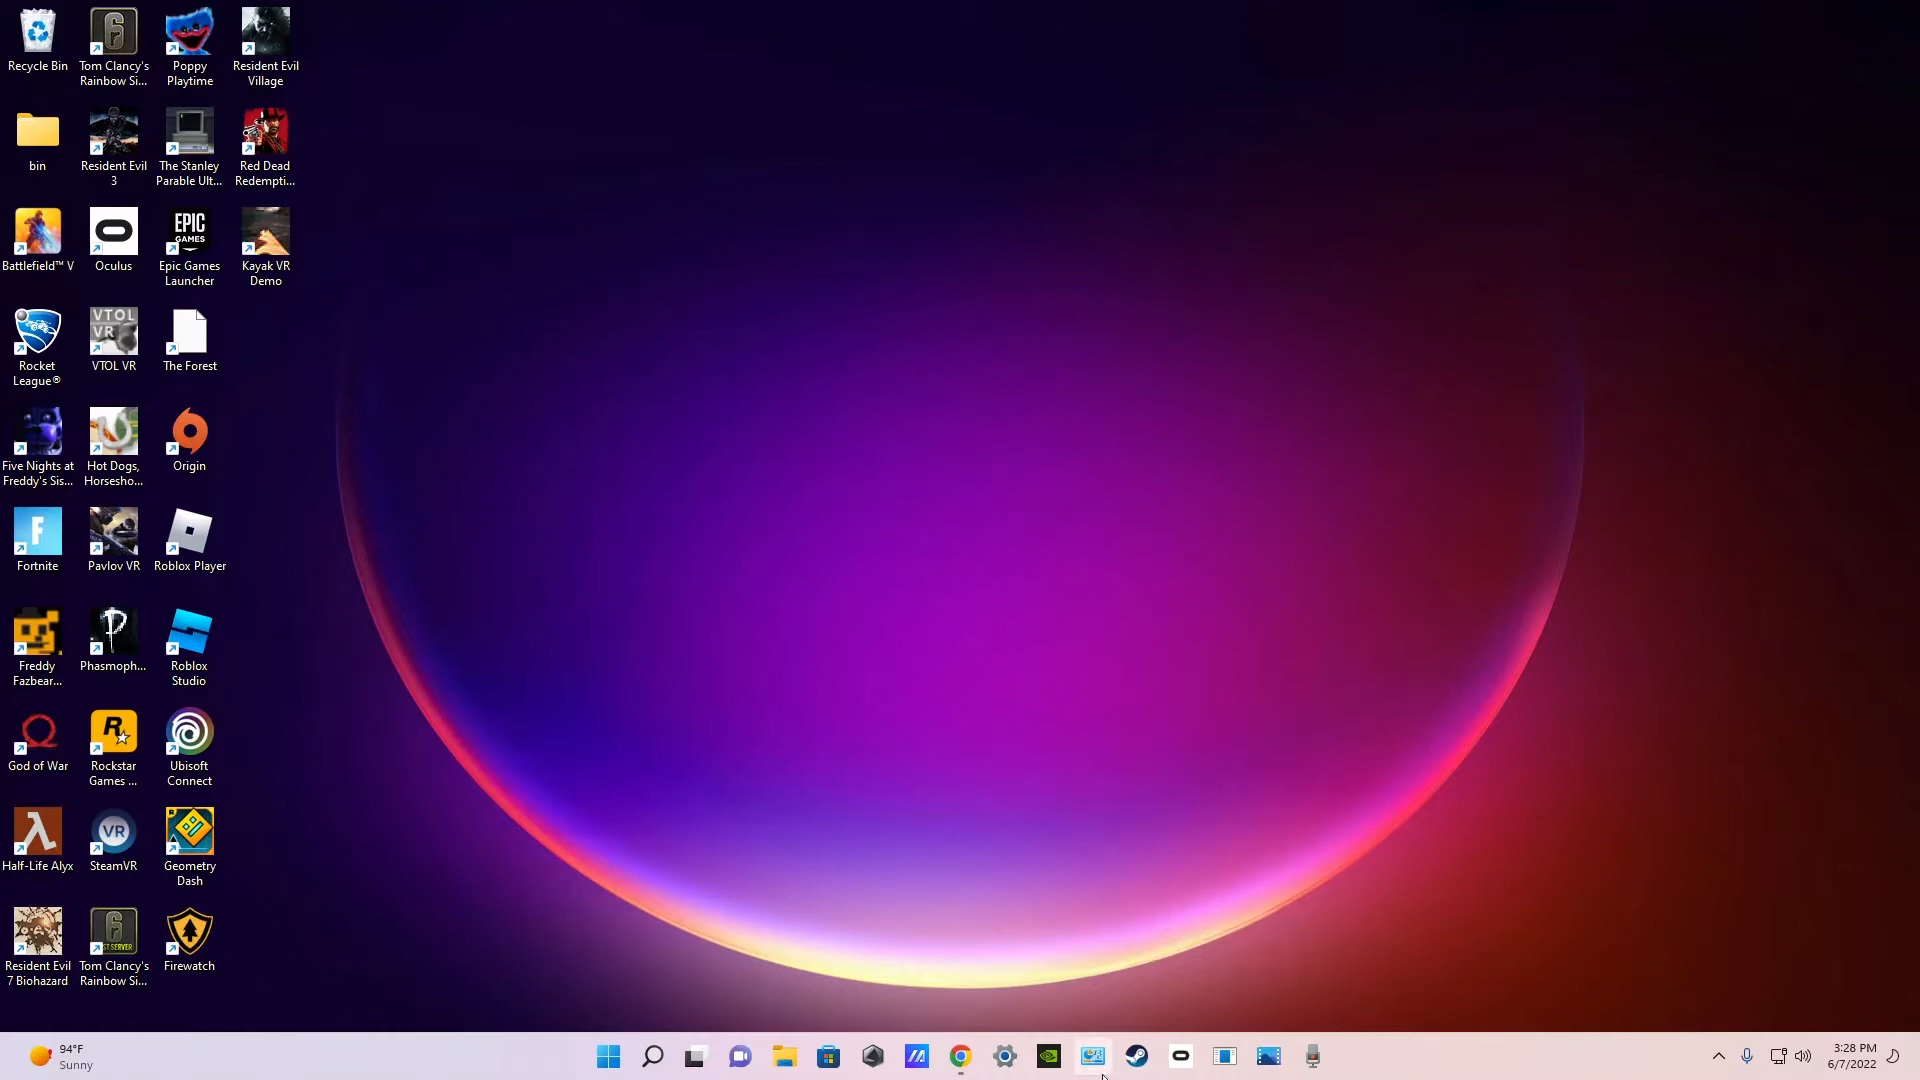 Recycle Bin
Tom Clancy's
Rainbow Si...
Poppy
Playtime
Resident Evil
Village
bin
Resident Evil
3
The Stanley
Parable Ult...
Red Dead
Redempti...
Battlefield™ V
Oculus
EPIC
GAMES
Epic Games
Launcher
Kayak VR
Demo
Rocket
League®
VTOL
VR
VTOL VR
The Forest
Five Nights at
Freddy's Sis...
Hot Dogs,
Horsesho...
Origin
F
Fortnite
Pavlov VR
Roblox Player
Freddy
Fazbear...
P
Phasmoph...
Roblox
Studio
God of War
R
Rockstar
Games ...
Ubisoft
Connect
Half-Life Alyx
VR
SteamVR
Geometry
Dash
Resident Evil
7 Biohazard
6
Tom Clancy's
Rainbow Si...
Firewatch
94°F
Sunny
3:28 PM
6/7/2022